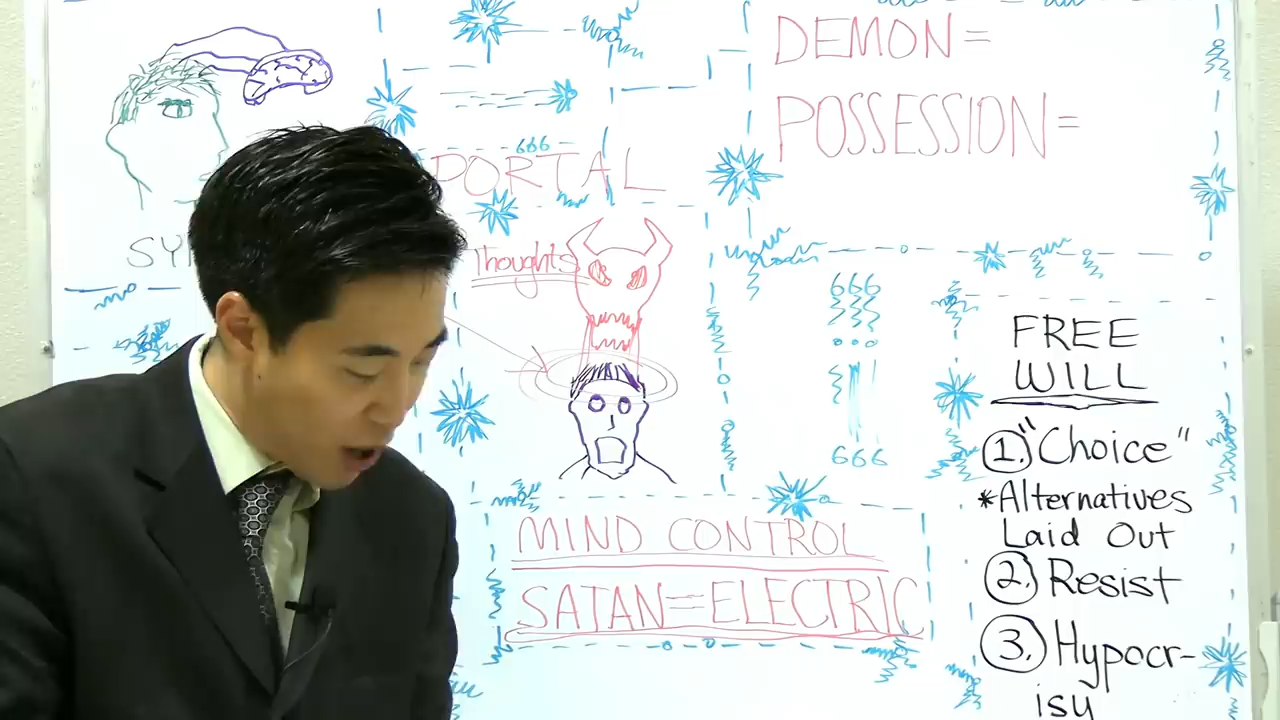 DEMON=
POSSESSION=
666
PORTAL
Thoughts
666
666
FREE
WILL
1. "Choice"
*Alternatives
Laid Out
2. Resist
3. Hypocr-
isy
MIND CONTROL
SATAN=ELECTRIC